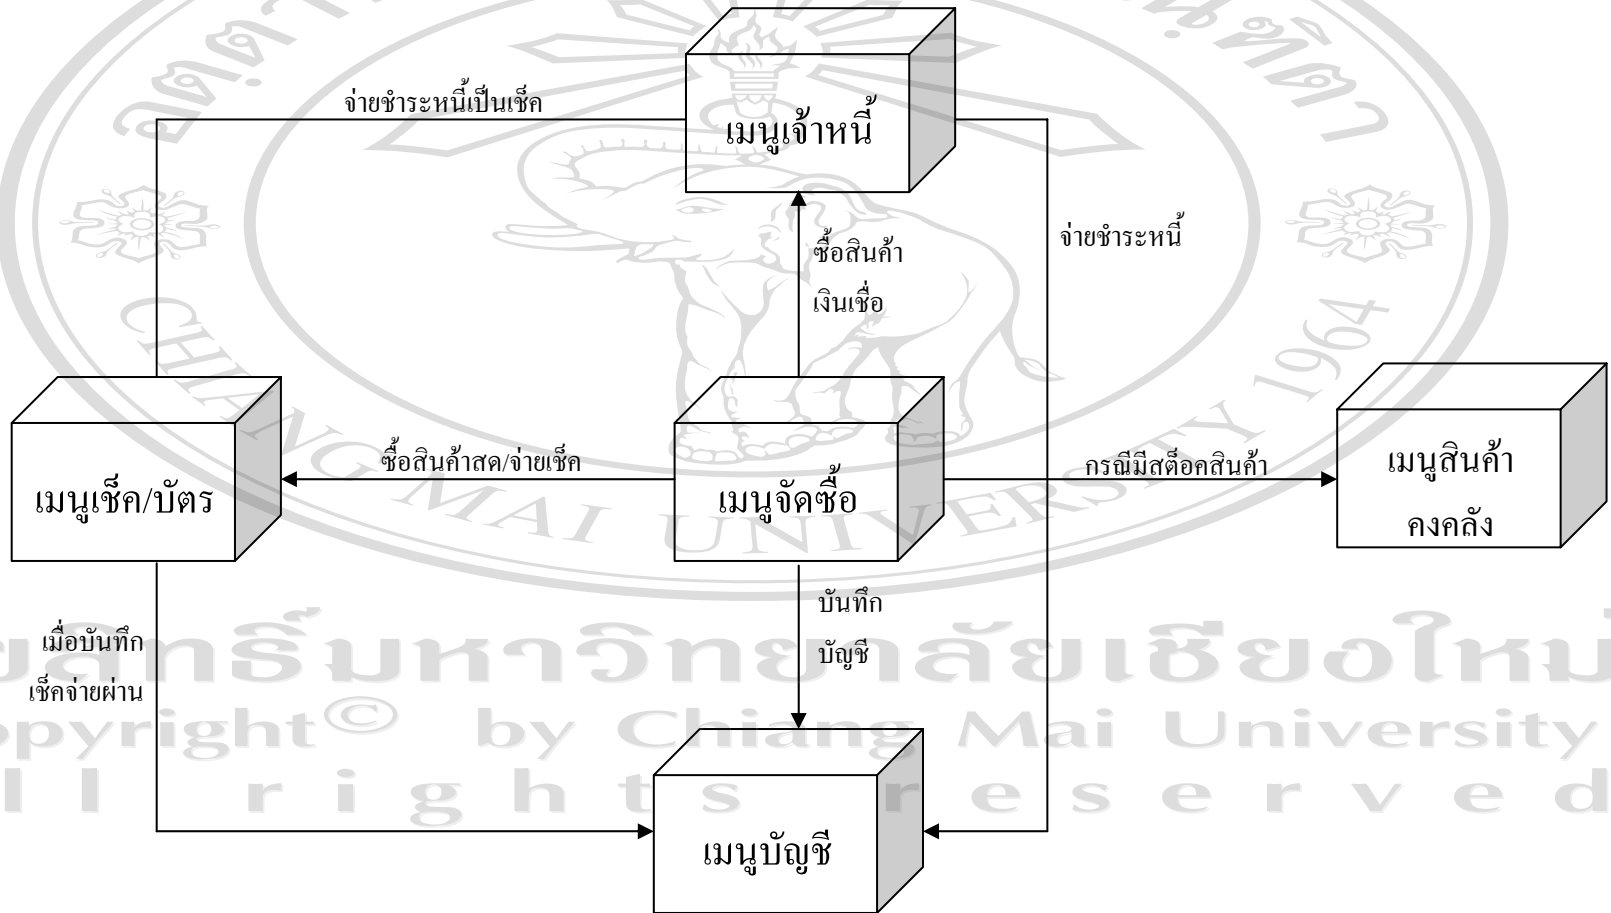 จ่ายชำระหนี้เป็นเช็ค
เมนูเจ้าหนี้
จ่ายชำระหนี้
ซื้อสินค้า
เงินเชื่อ
ซื้อสินค้าสด/จ่ายเช็ค
กรณีมีสต็อคสินค้า
เมนูเช็ค/บัตร
เมนูจัดซื้อ
เมนูสินค้า
คงคลัง
บันทึก
บัญชี
เมื่อบันทึก
เช็คจ่ายผ่าน
เมนูบัญชี
CHIANG MAI UNIVERSITY 1964
สิทธิ์มหาวิทยาลัยเชียงใหม่
opyright© by Chiang Mai University
ll rights reserved